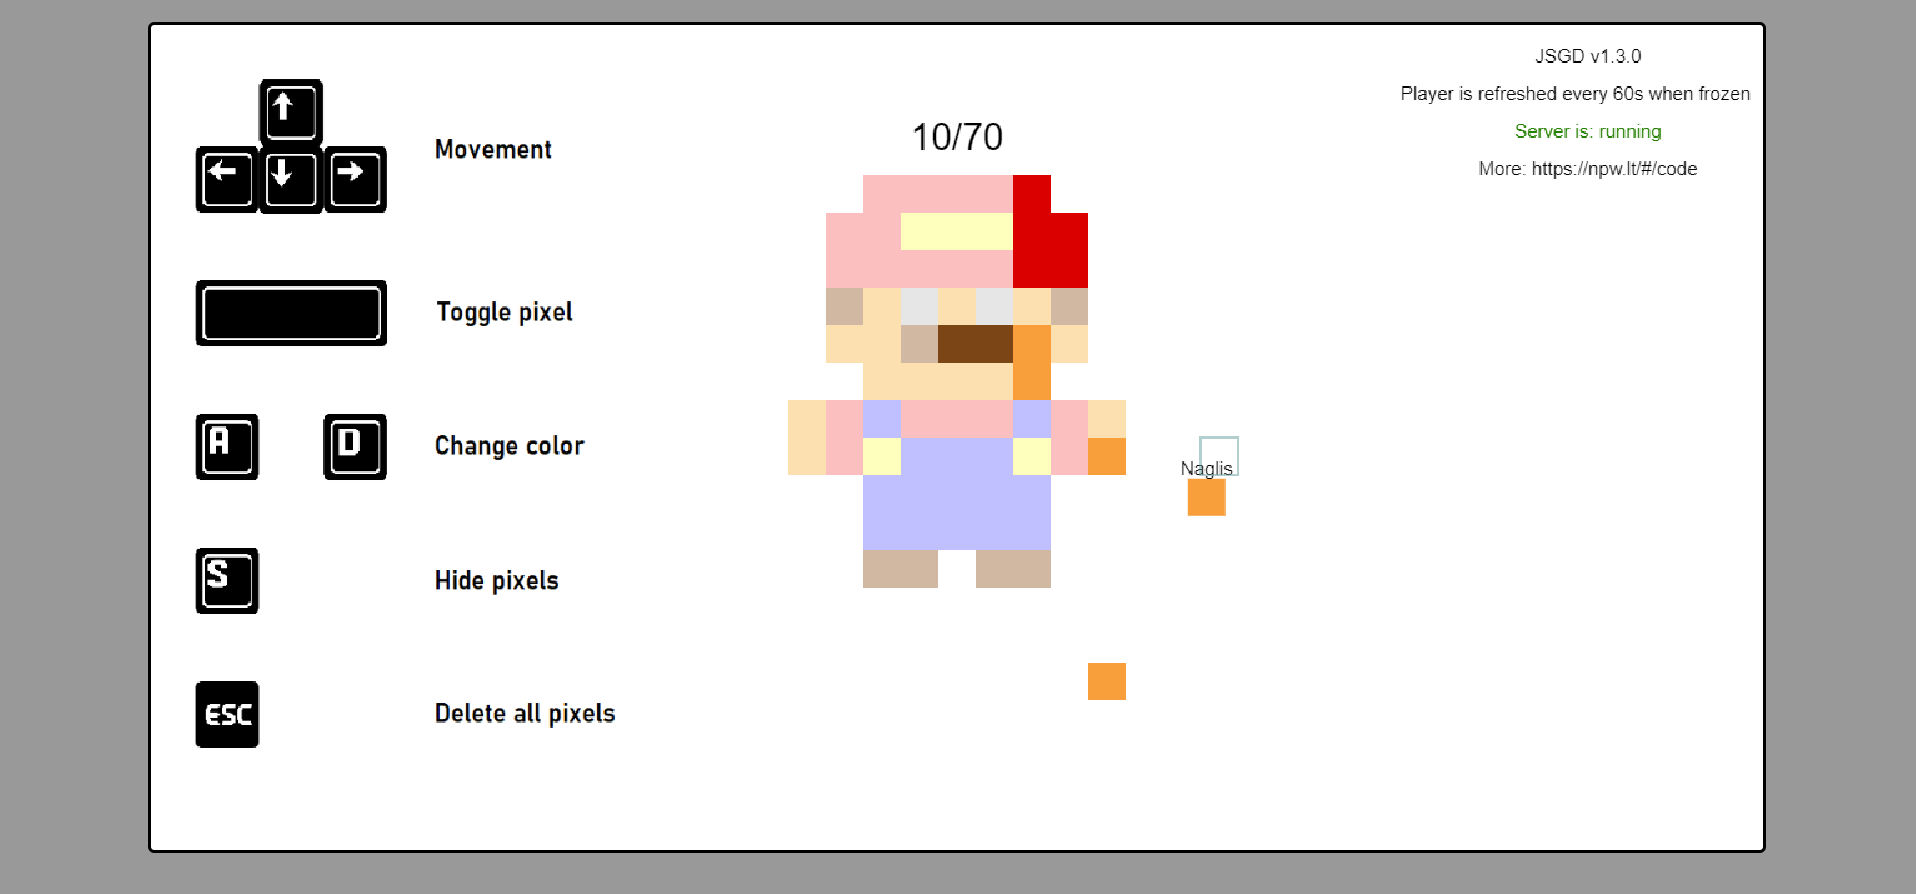 JSGD v1.3.0
Player is refreshed every 60s when frozen
Server is: running
More: https://npw.lt/#/code
10/70
Movement
Toggle pixel
A
D
Change color
Naglis
S
Hide pixels
ESC
Delete all pixels